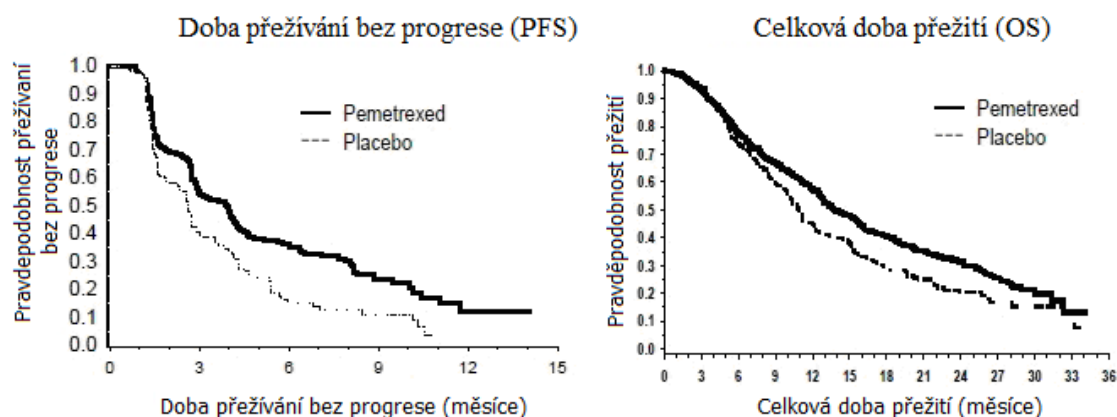 Doba přežívání bez progrese (PFS)
1.0
0.9
0.8
0.7
0.6
0.5
0.4
0.3
0.2
0.1
0.0
Pravdepodobnost přežívaní
bez progrese
Pemetrexed
Placebo
0 3 6 9 12 15
Doba přežívání bez progrese (měsíce)
Celková doba přežití (OS)
1.0
0.9
0.8
0.7
0.6
0.5
0.4
0.3
0.2
0.1
0.0
Pravděpodobnost přežití
Pemetrexed
Placebo
0 3 6 9 12 15 18 21 24 27 30 33 36
Celková doba přežití (měsíce)